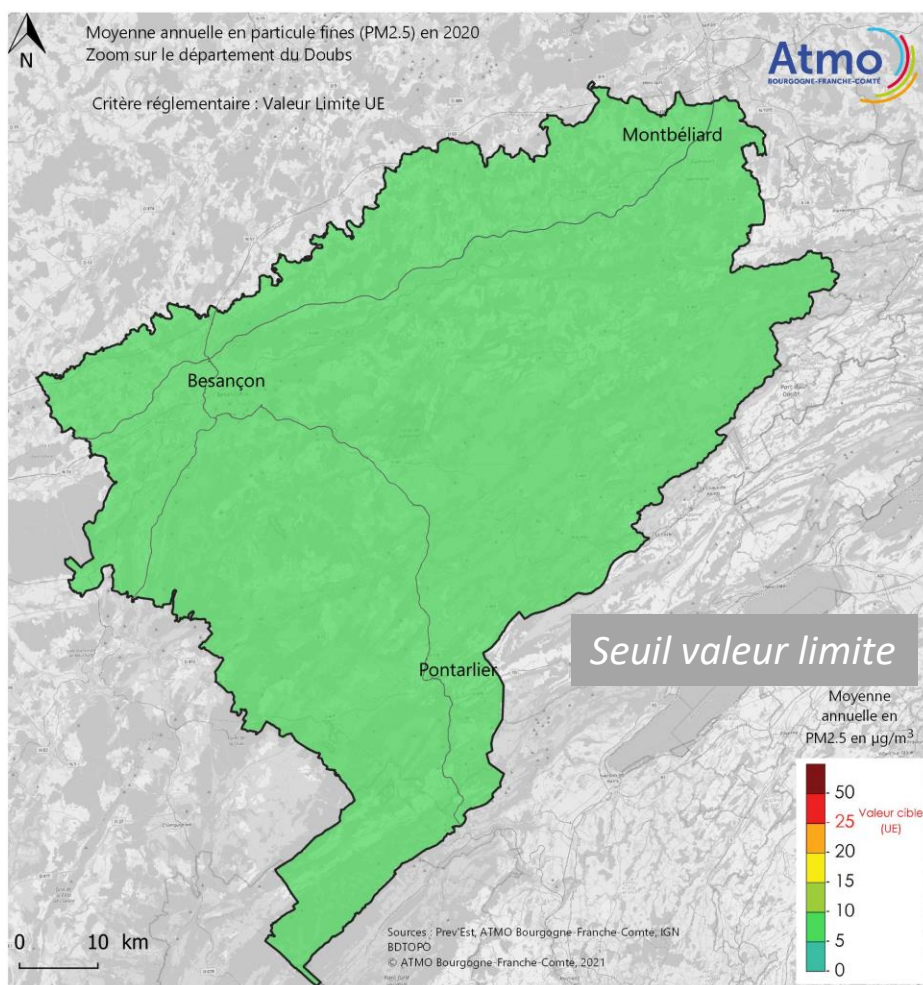 Moyenne annuelle en particule fines (PM2.5) en 2020
Zoom sur le département du Doubs
N
Critère réglementaire : Valeur Limite UE
Atmo
BOURGOGNE-FRANCHE-COMTÉ
Montbéliard
Besançon
Pontarlier
Seuil valeur limite
Moyenne
annuelle en
PM2.5 en µg/m³
50
25 Valeur cible
(UE)
20
15
10
5
0
0 10 km
Sources : Prev'Est, ATMO Bourgogne-Franche-Comte, IGN
BDTOPO
© ATMO Bourgogne-Franche-Comte, 2021